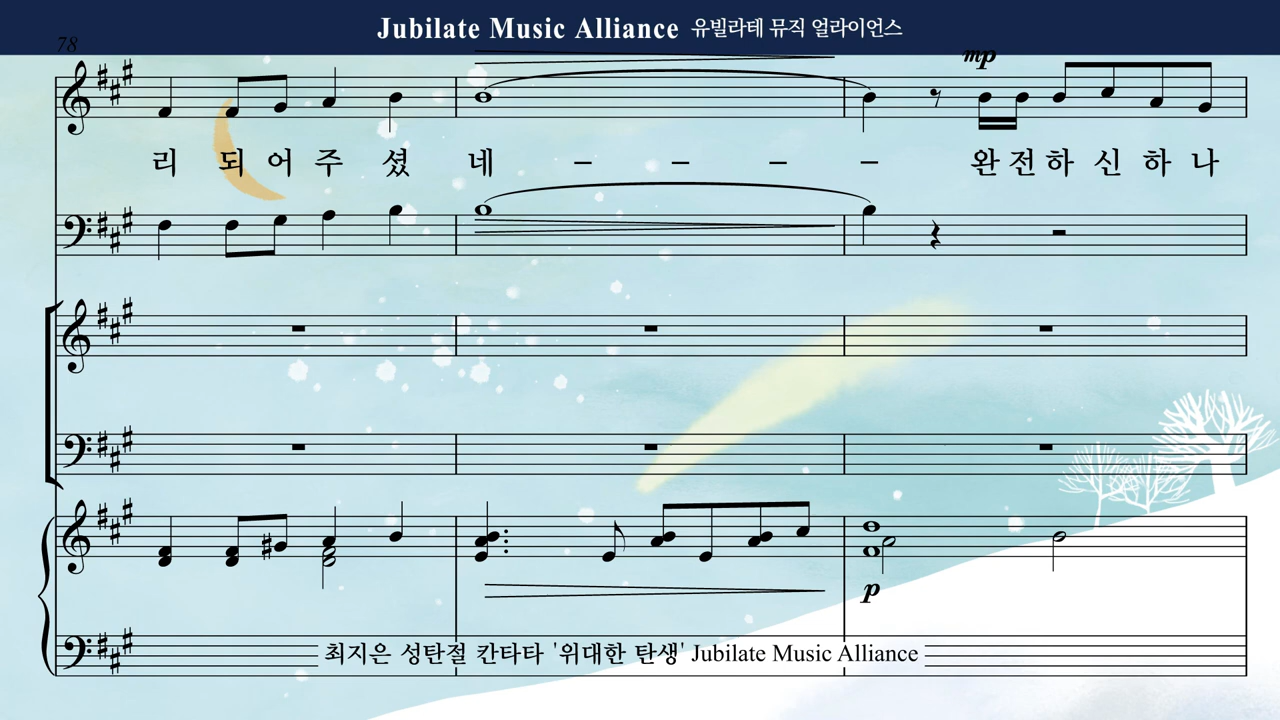 Jubilate Music Alliance 유빌라테 뮤직 얼라이언스
78
mp
리 되 어 주 셨 네 – – – – 완 전 하 신 하 나
p
최지은 성탄절 칸타타 '위대한 탄생' Jubilate Music Alliance